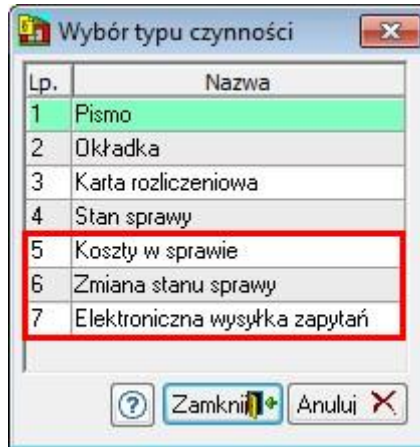 Wybór typu czynności
Lp. Nazwa
1 Pismo
2 Okładka
3 Karta rozliczeniowa
4 Stan sprawy
5 Koszty w sprawie
6 Zmiana stanu sprawy
7 Elektroniczna wysyłka zapytań
? Zamknij Anuluj